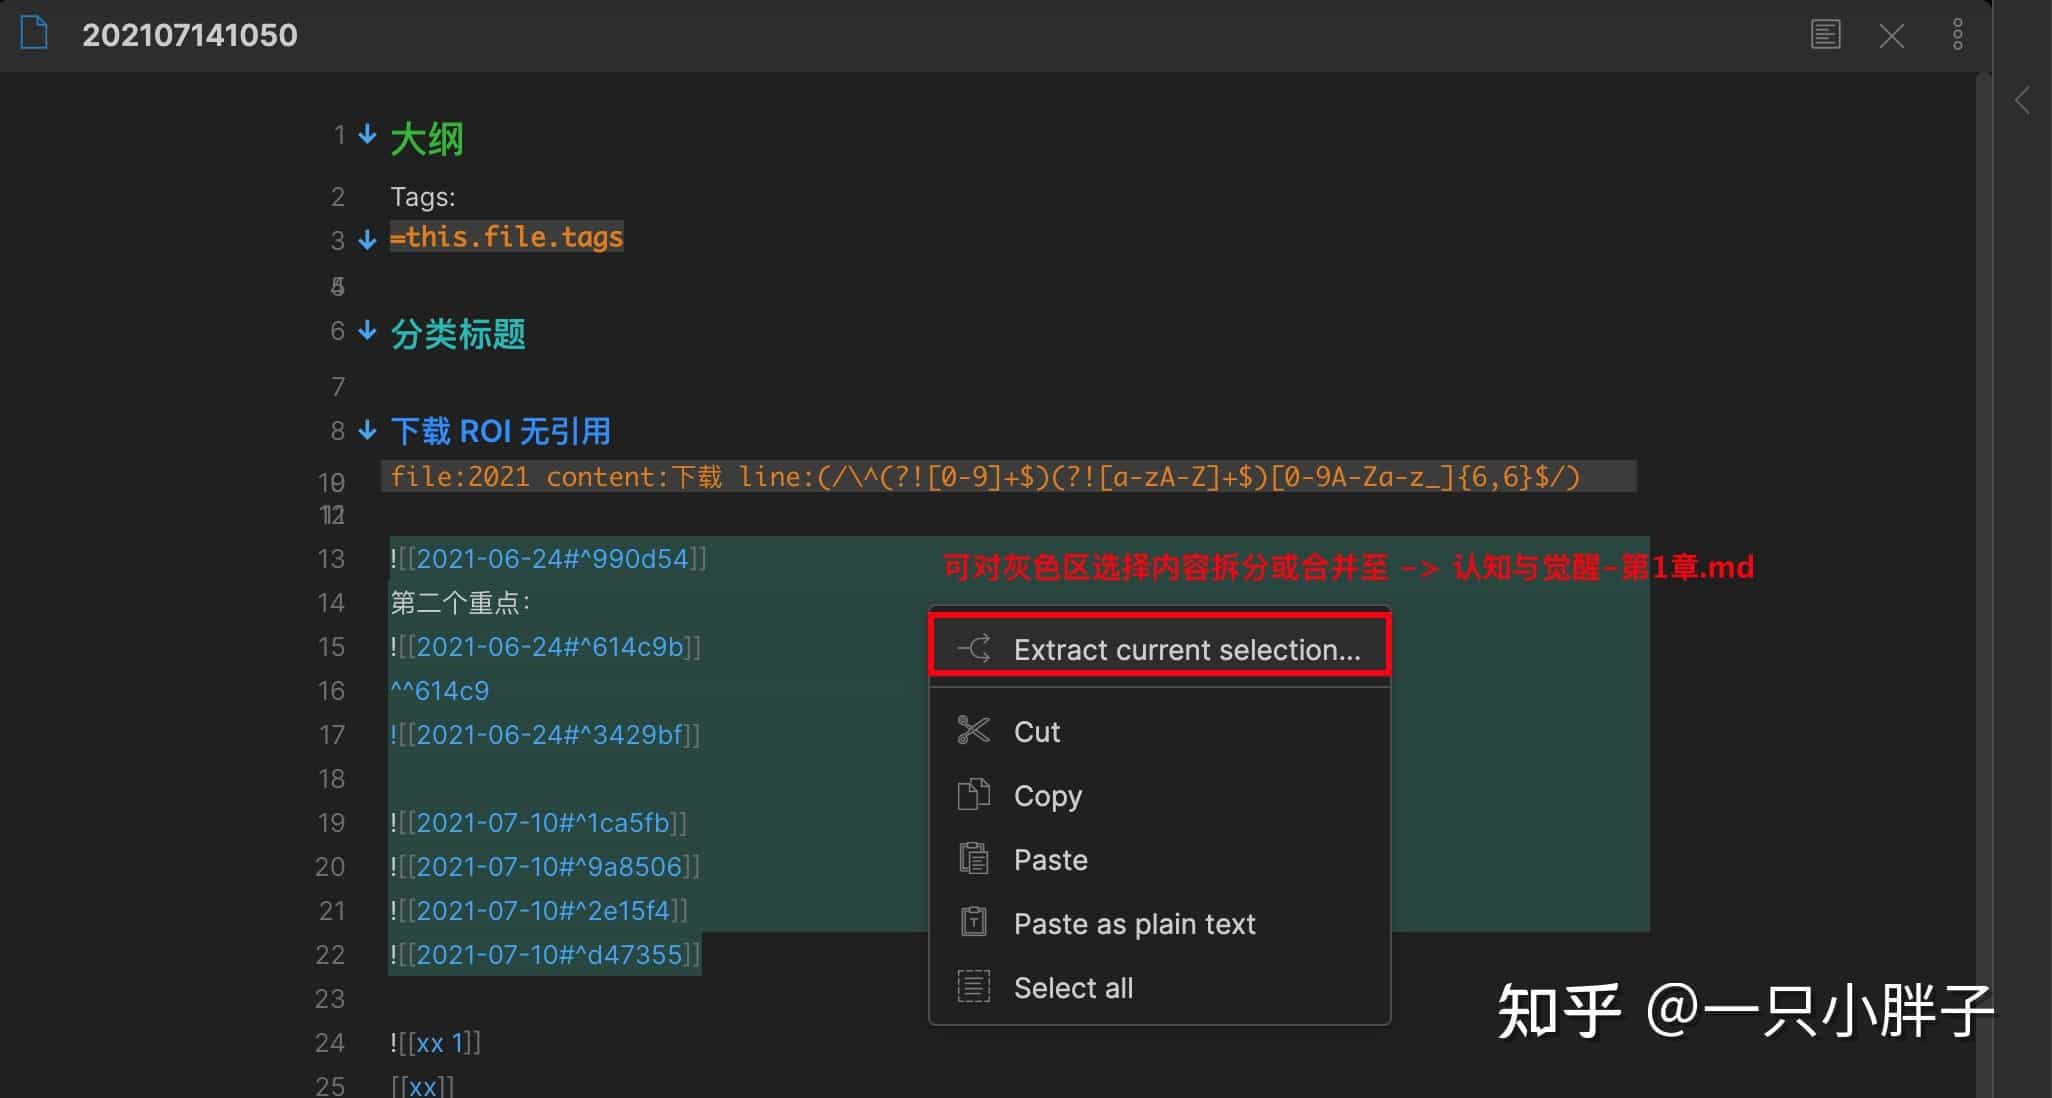 202107141050
1 大纲
2 Tags:
3 =this.file.tags
6 分类标题
7
8 下载 ROI 无引用
file:2021 content:下载 line:(/\^(?![0-9]+$)(?![a-zA-Z]+$)[0-9A-Za-z_]{6,6}$/)
13 ![[2021-06-24#^990d54]]
可对灰色区选择内容拆分或合并至 -> 认知与觉醒-第1章.md
14 第二个重点：
15 ![[2021-06-24#^614c9b]]
16 ^^614c9
17 ![[2021-06-24#^3429bf]]
18
19 ![[2021-07-10#^1ca5fb]]
20 ![[2021-07-10#^9a8506]]
21 ![[2021-07-10#^2e15f4]]
22 ![[2021-07-10#^d47355]]
23
24 ![[xx 1]]
25 [[xx]]
Extract current selection...
Cut
Copy
Paste
Paste as plain text
Select all
知乎 @一只小胖子